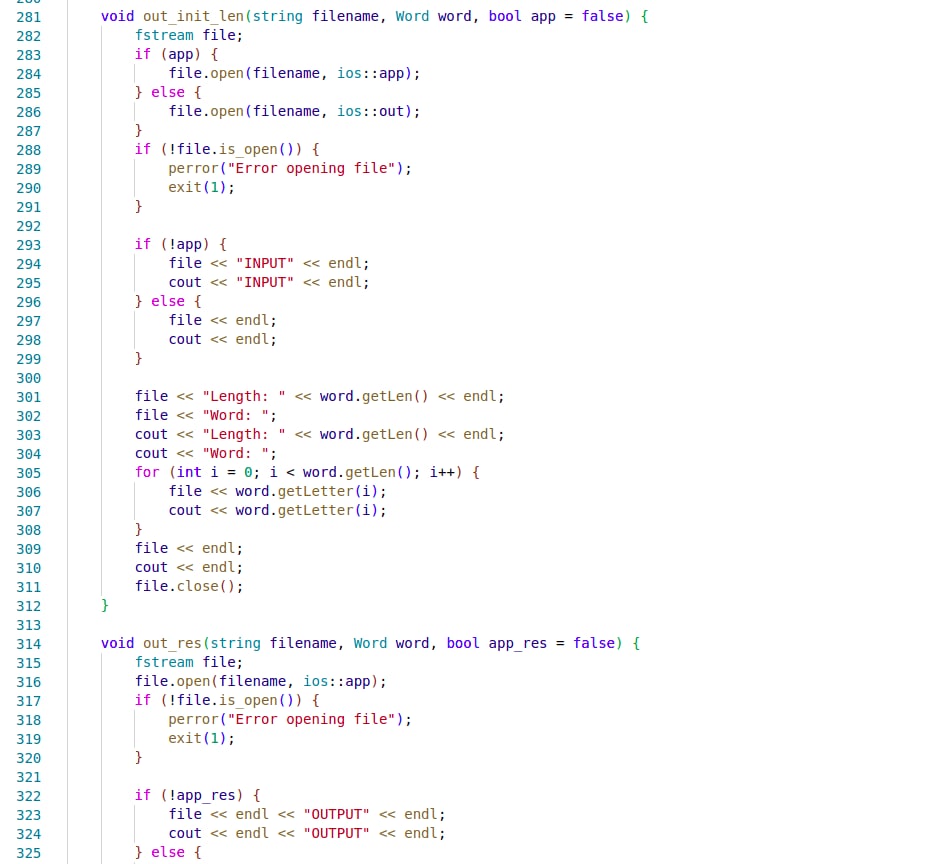 281 void out_init_len(string filename, Word word, bool app = false) {
282 fstream file;
283 if (app) {
284 file.open(filename, ios::app);
285 } else {
286 file.open(filename, ios::out);
287 }
288 if (!file.is_open()) {
289 perror("Error opening file");
290 exit(1);
291 }
292
293 if (!app) {
294 file << "INPUT" << endl;
295 cout << "INPUT" << endl;
296 } else {
297 file << endl;
298 cout << endl;
299 }
300
301 file << "Length: " << word.getLen() << endl;
302 file << "Word: ";
303 cout << "Length: " << word.getLen() << endl;
304 cout << "Word: ";
305 for (int i = 0; i < word.getLen(); i++) {
306 file << word.getLetter(i);
307 cout << word.getLetter(i);
308 }
309 file << endl;
310 cout << endl;
311 file.close();
312 }
313
314 void out_res(string filename, Word word, bool app_res = false) {
315 fstream file;
316 file.open(filename, ios::app);
317 if (!file.is_open()) {
318 perror("Error opening file");
319 exit(1);
320 }
321
322 if (!app_res) {
323 file << endl << "OUTPUT" << endl;
324 cout << endl << "OUTPUT" << endl;
325 } else {